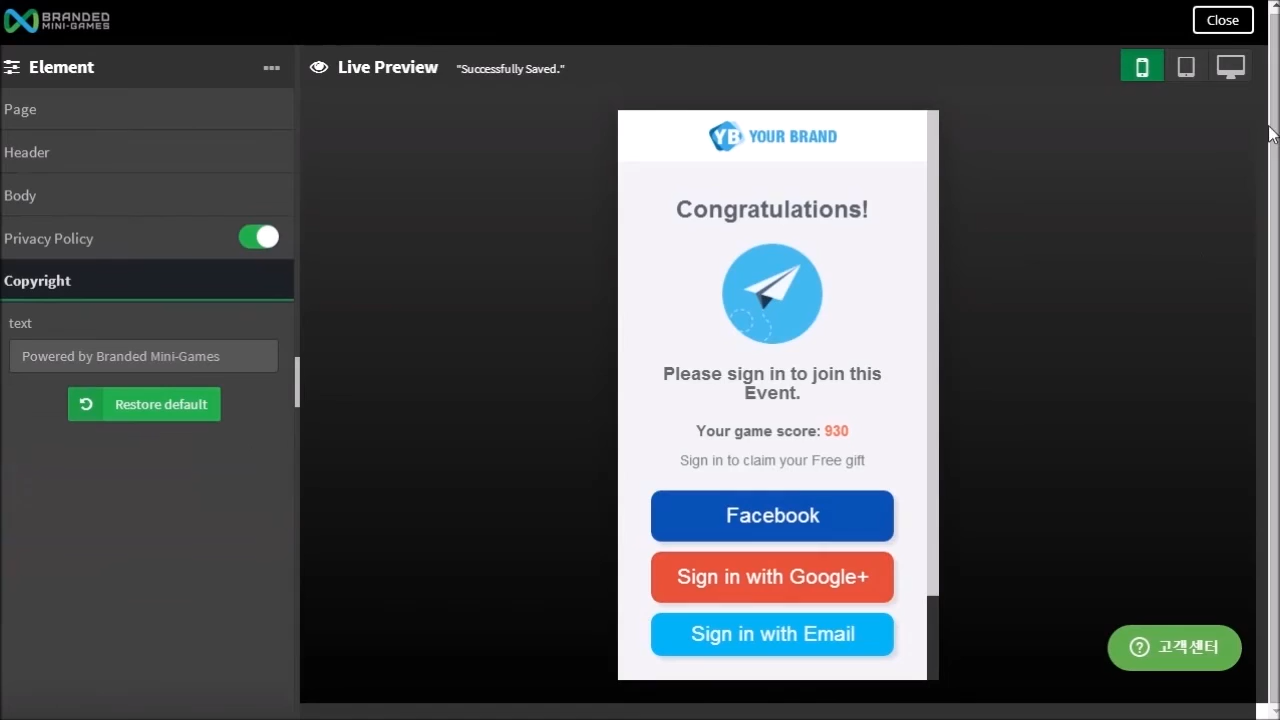 BRANDED
MINI-GAMES
Close
Element
Live Preview
"Successfully Saved."
Page
Header
Body
Privacy Policy
Copyright
text
Powered by Branded Mini-Games
Restore default
YB YOUR BRAND
Congratulations!
Please sign in to join this
Event.
Your game score: 930
Sign in to claim your Free gift
Facebook
Sign in with Google+
Sign in with Email
고객센터